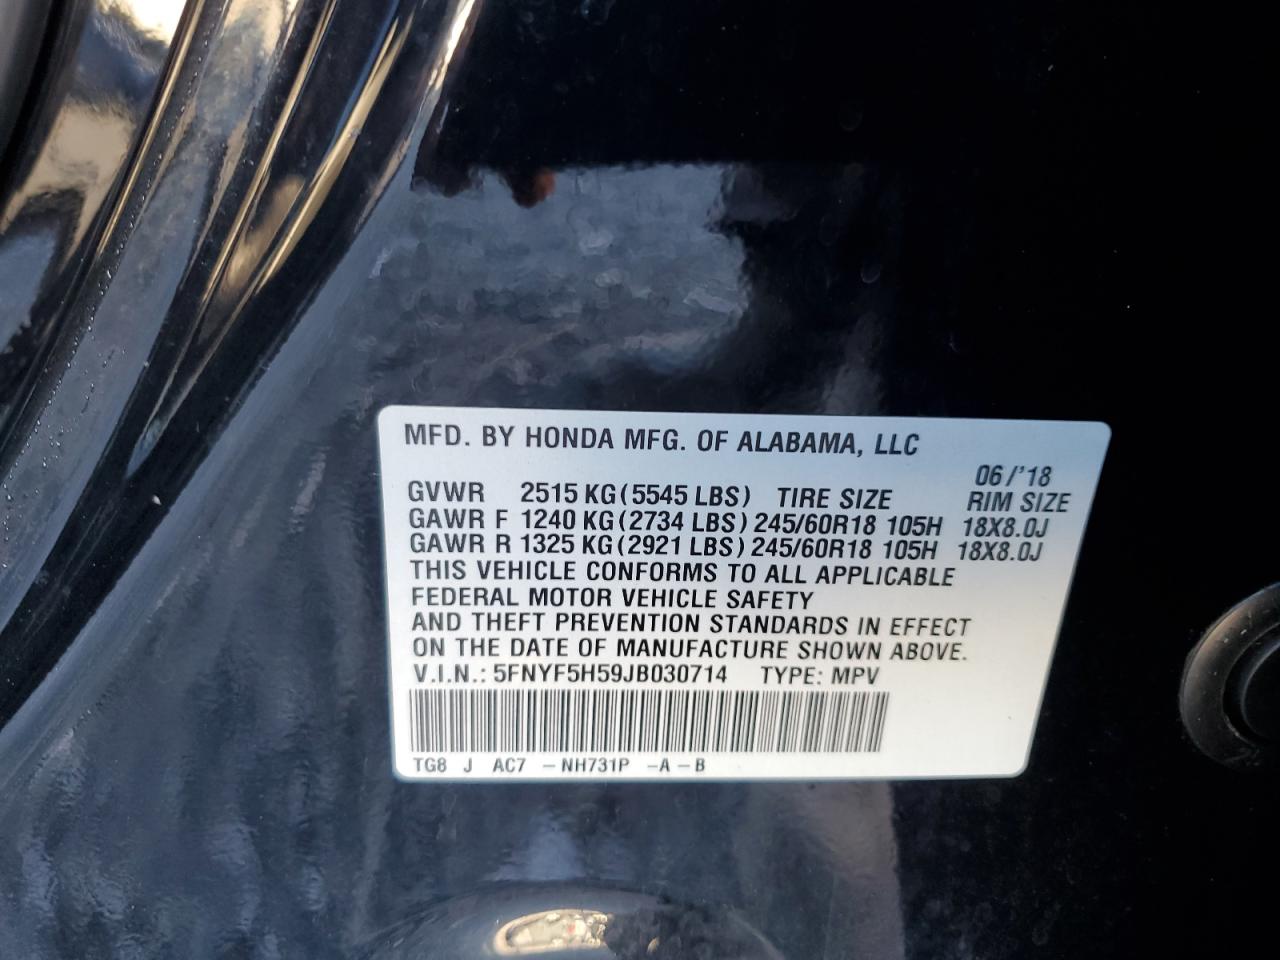 MFD. BY HONDA MFG. OF ALABAMA, LLC
06/'18
GVWR 2515 KG(5545 LBS) TIRE SIZE RIM SIZE
GAWR F 1240 KG(2734 LBS) 245/60R18 105H 18X8.0J
GAWR R 1325 KG(2921 LBS) 245/60R18 105H 18X8.0J
THIS VEHICLE CONFORMS TO ALL APPLICABLE
FEDERAL MOTOR VEHICLE SAFETY
AND THEFT PREVENTION STANDARDS IN EFFECT
ON THE DATE OF MANUFACTURE SHOWN ABOVE.
V.I.N.: 5FNYF5H59JB030714 TYPE: MPV
TG8 J AC7 -NH731P -A-B